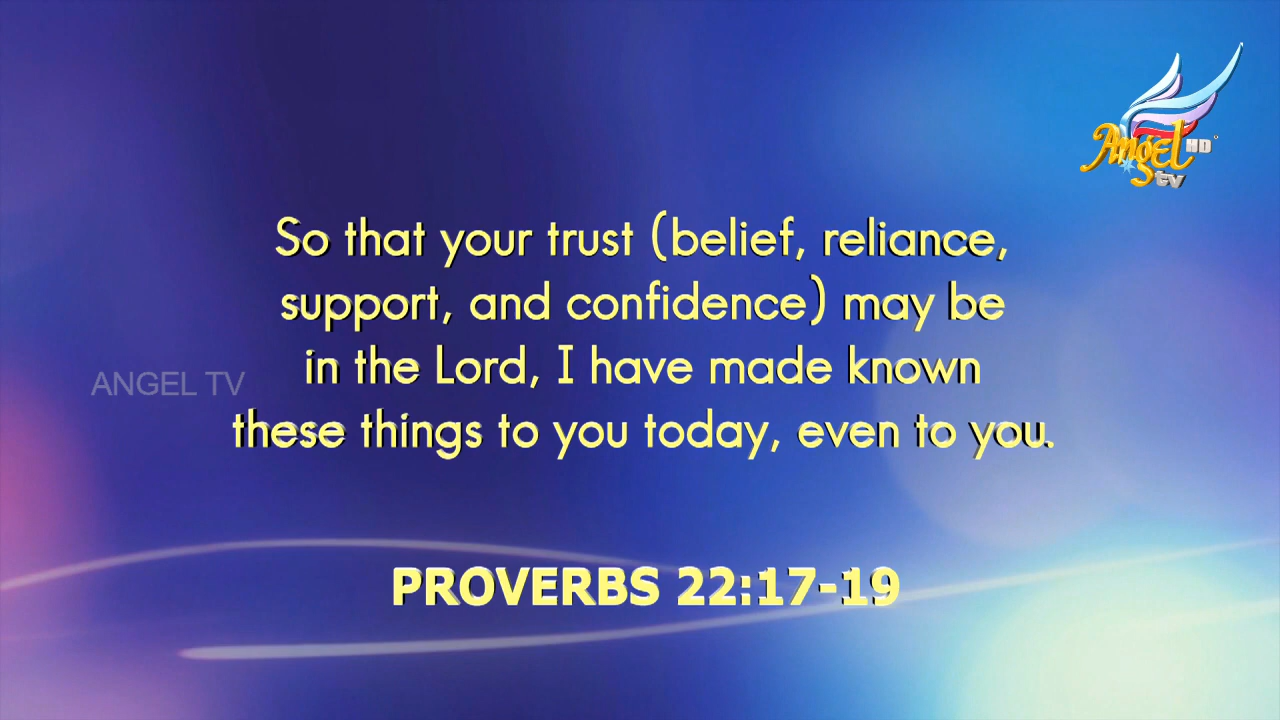 Angel HD
tv
So that your trust (belief, reliance,
support, and confidence) may be
in the Lord, I have made known
ANGEL TV
these things to you today, even to you.
PROVERBS 22:17-19